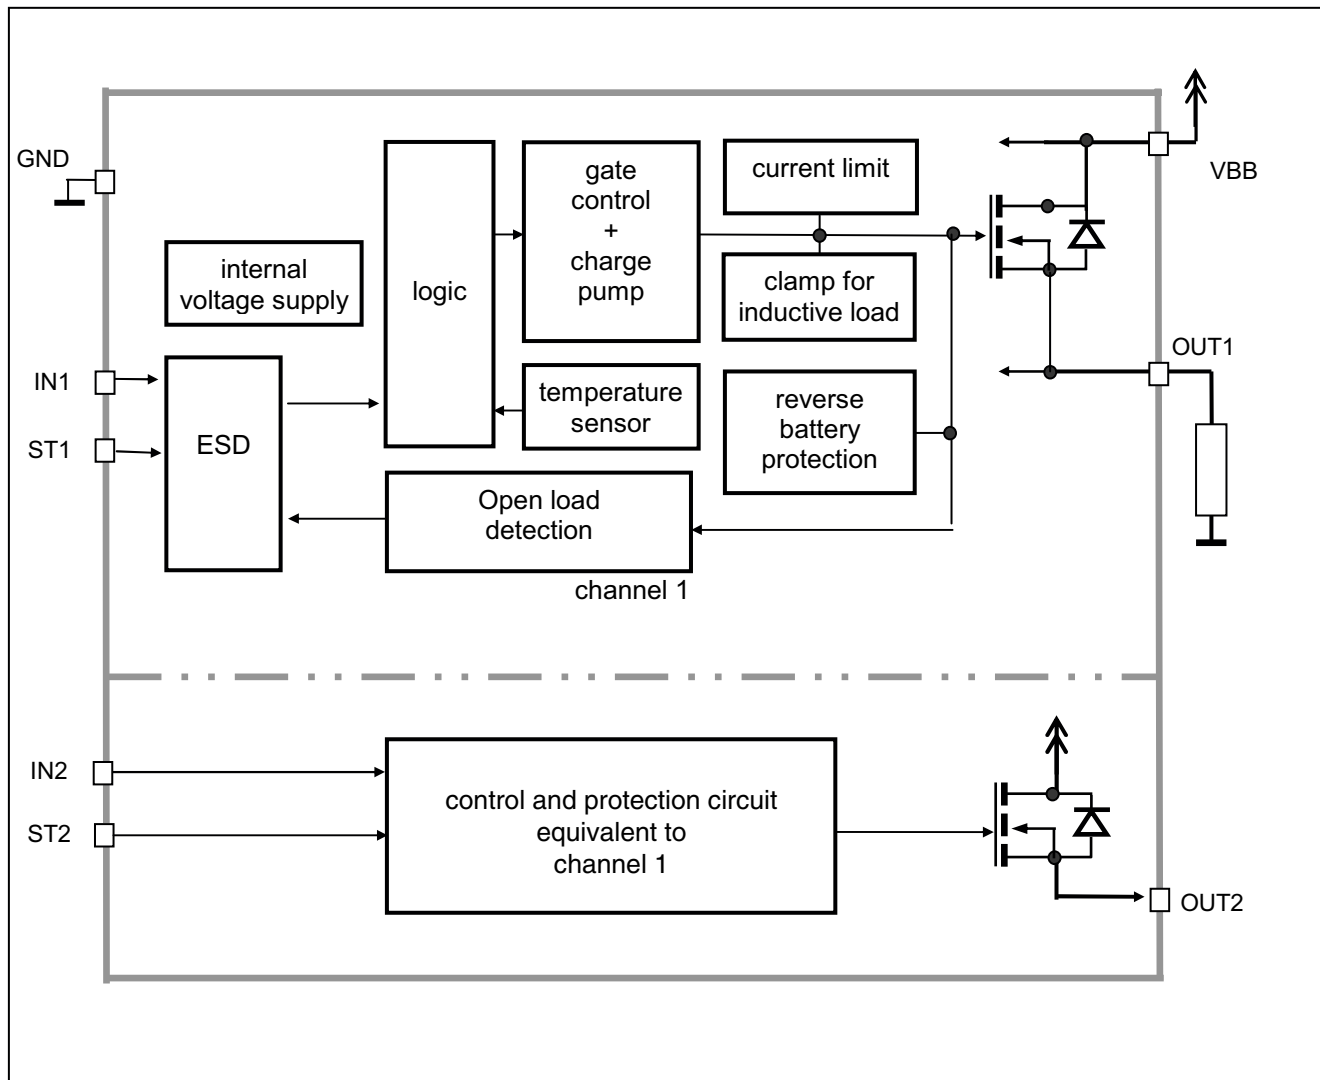 GND
VBB
gate
control
+
charge
pump
current limit
internal
voltage supply
logic
clamp for
inductive load
OUT1
IN1
ST1
ESD
temperature
sensor
reverse
battery
protection
Open load
detection
channel 1
IN2
ST2
control and protection circuit
equivalent to
channel 1
OUT2